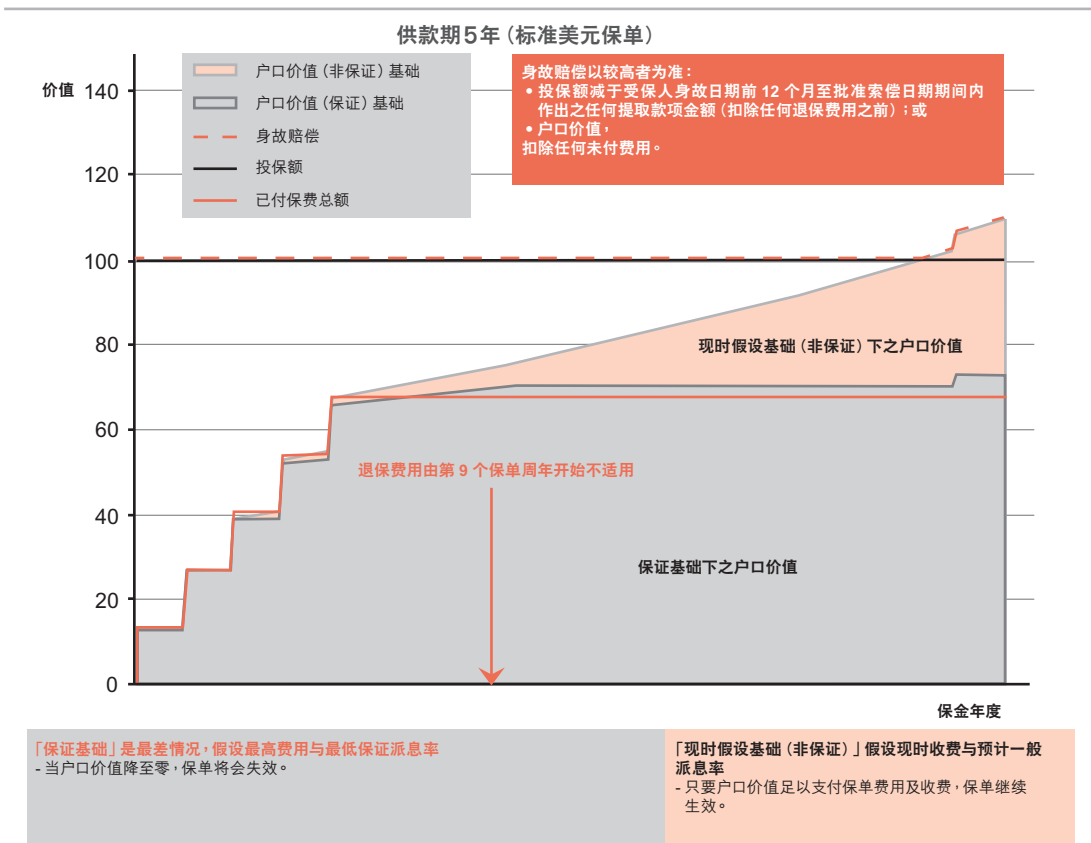 供款期5年（标准美元保单）
价值
140
120
100
80
60
40
20
0
户口价值（非保证）基础
户口价值（保证）基础
身故赔偿
投保额
已付保费总额
身故赔偿以较高者为准：
• 投保额减于受保人身故日期前 12 个月至批准索偿日期期间内
作出之任何提取款项金额（扣除任何退保费用之前）；或
• 户口价值，
扣除任何未付费用。
现时假设基础（非保证）下之户口价值
退保费用由第 9 个保单周年开始不适用
保证基础下之户口价值
保金年度
「保证基础」是最差情况，假设最高费用与最低保证派息率
- 当户口价值降至零，保单将会失效。
「现时假设基础（非保证）」假设现时收费与预计一般
派息率
- 只要户口价值足以支付保单费用及收费，保单继续
生效。